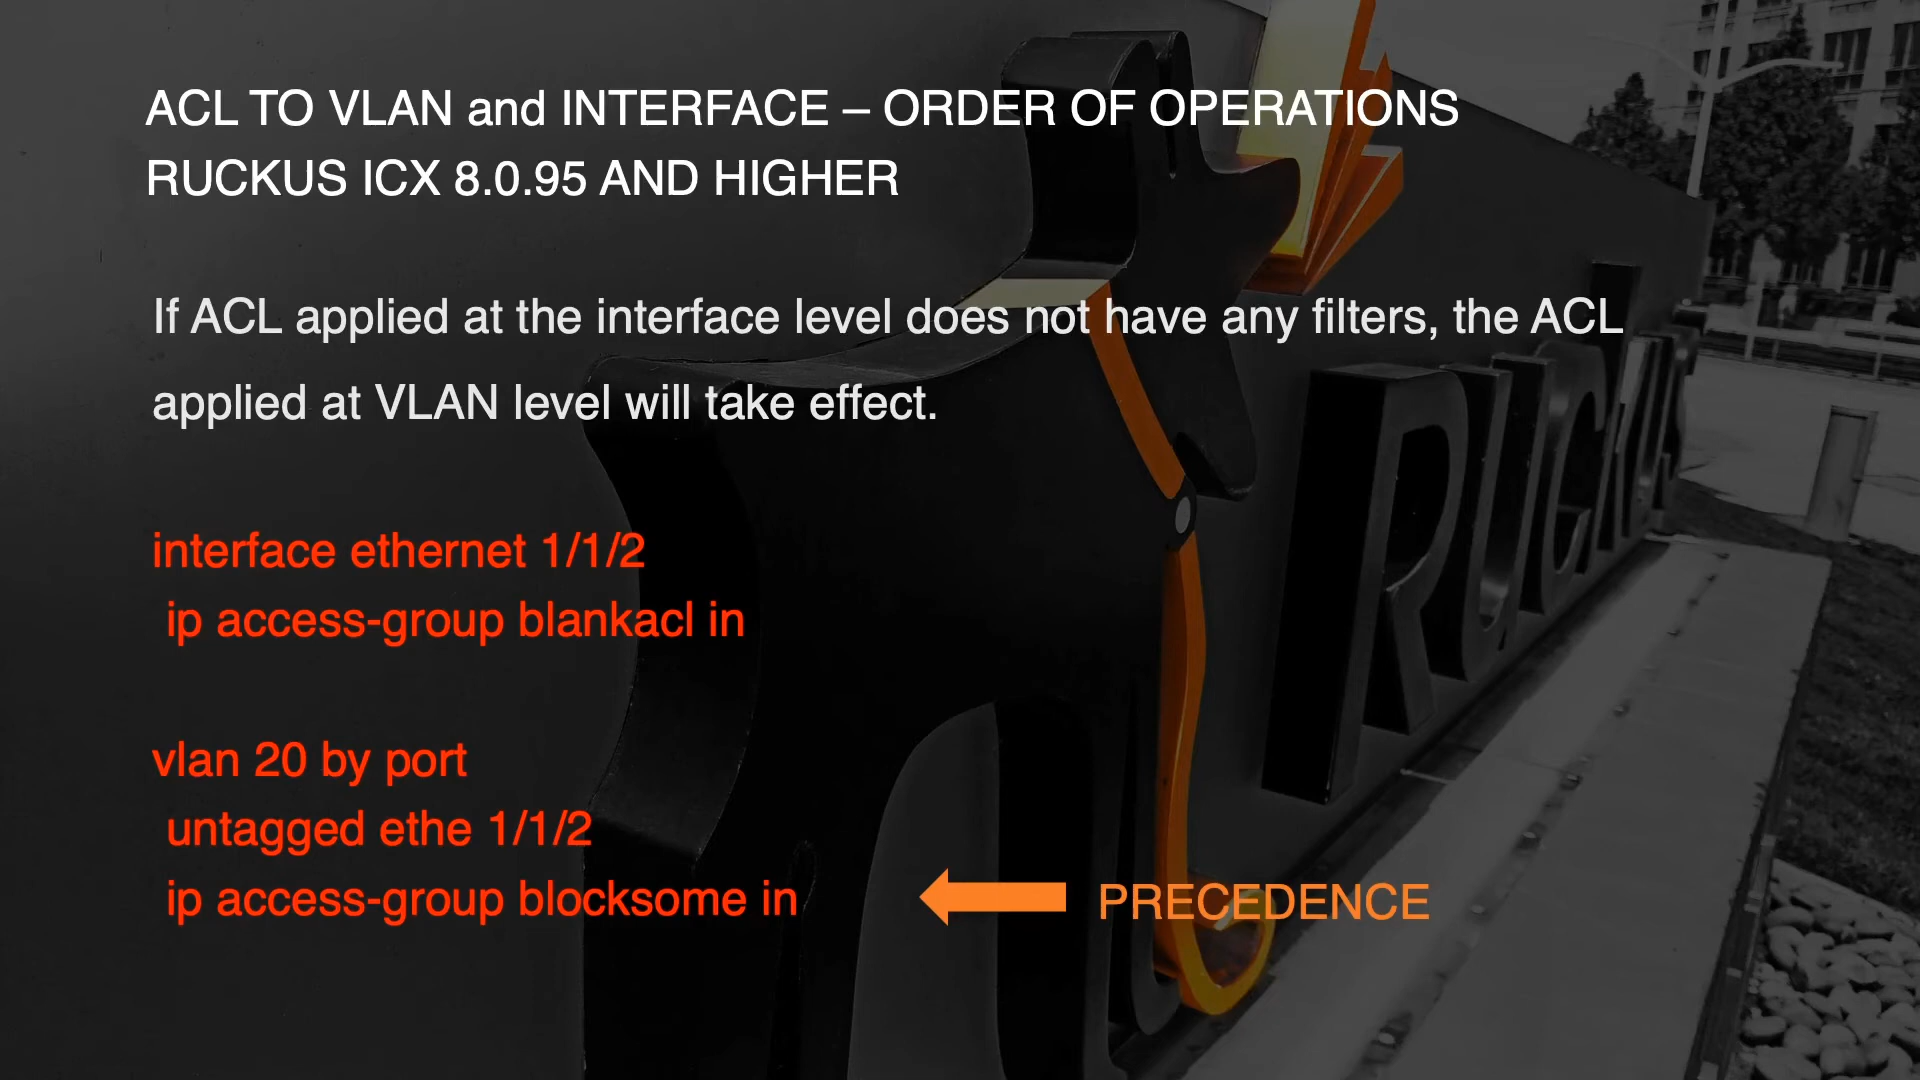 ACL TO VLAN and INTERFACE – ORDER OF OPERATIONS
RUCKUS ICX 8.0.95 AND HIGHER
If ACL applied at the interface level does not have any filters, the ACL
applied at VLAN level will take effect.
interface ethernet 1/1/2
ip access-group blankacl in
vlan 20 by port
untagged ethe 1/1/2
ip access-group blocksome in
PRECEDENCE
RUCKUS